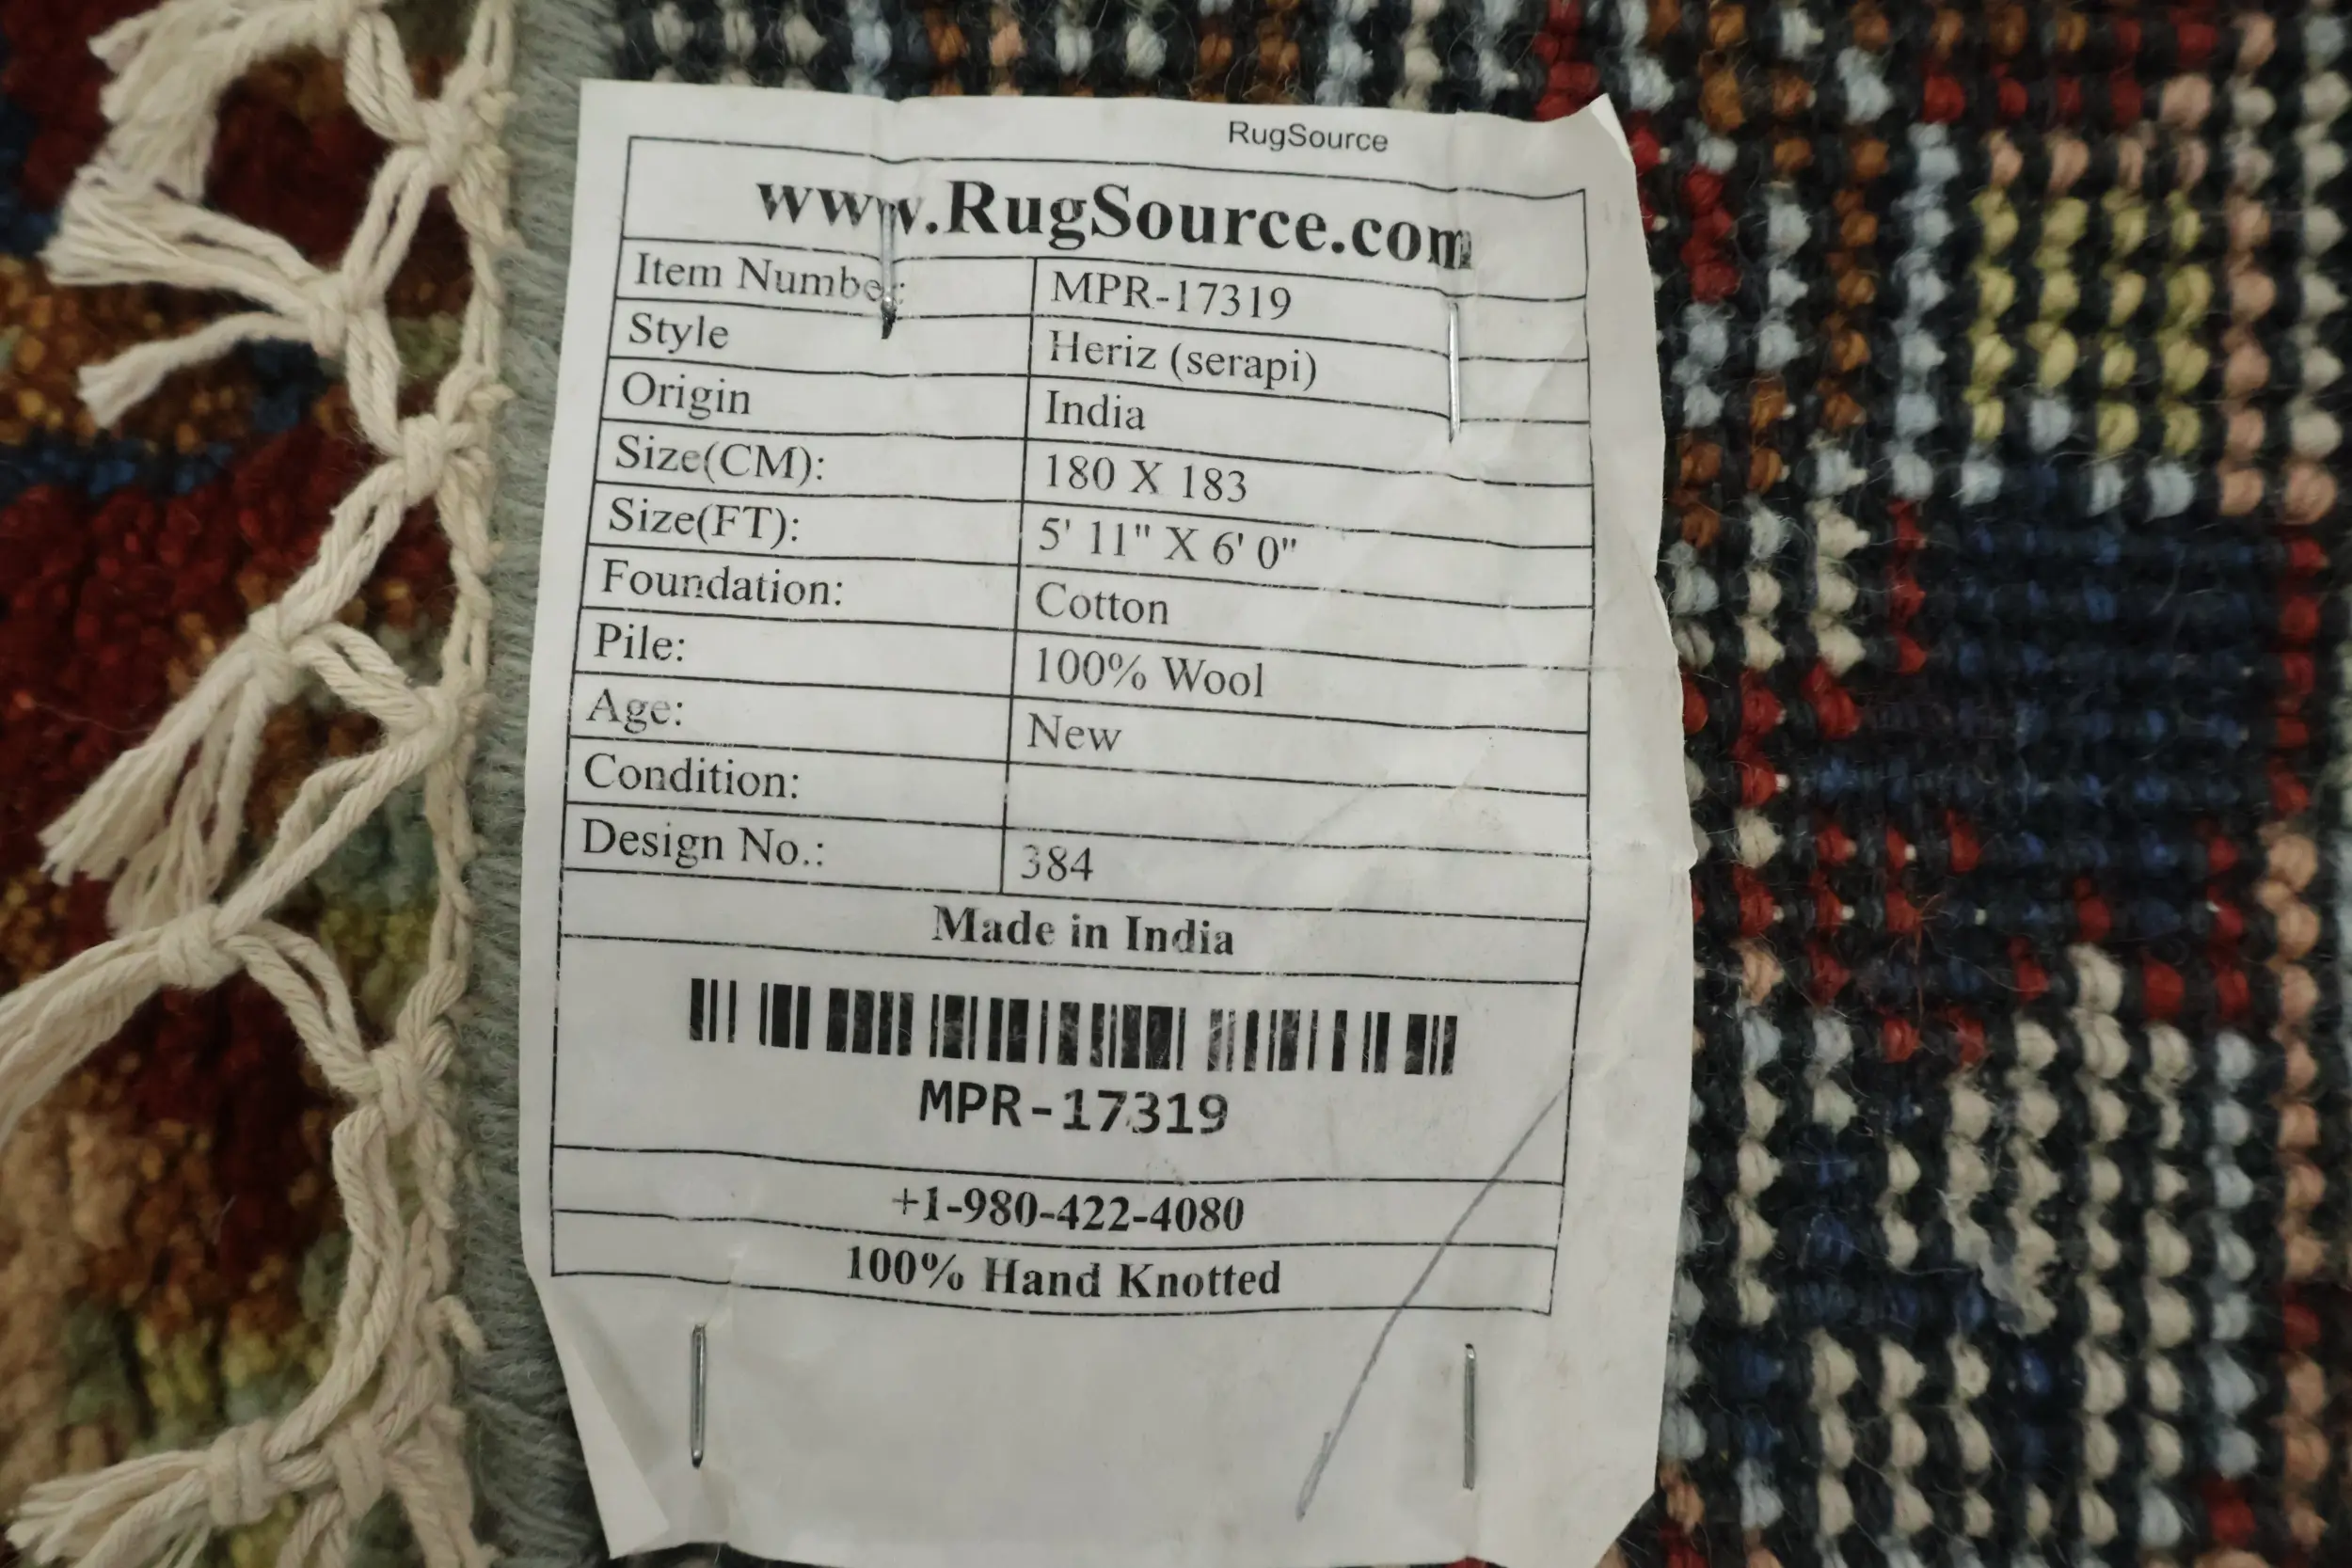 RugSource
www.RugSource.com
Item Number: MPR-17319
Style Heriz (serapi)
Origin India
Size(CM): 180 X 183
Size(FT): 5' 11" X 6' 0"
Foundation: Cotton
Pile: 100% Wool
Age: New
Condition:
Design No.: 384
Made in India
MPR-17319
+1-980-422-4080
100% Hand Knotted